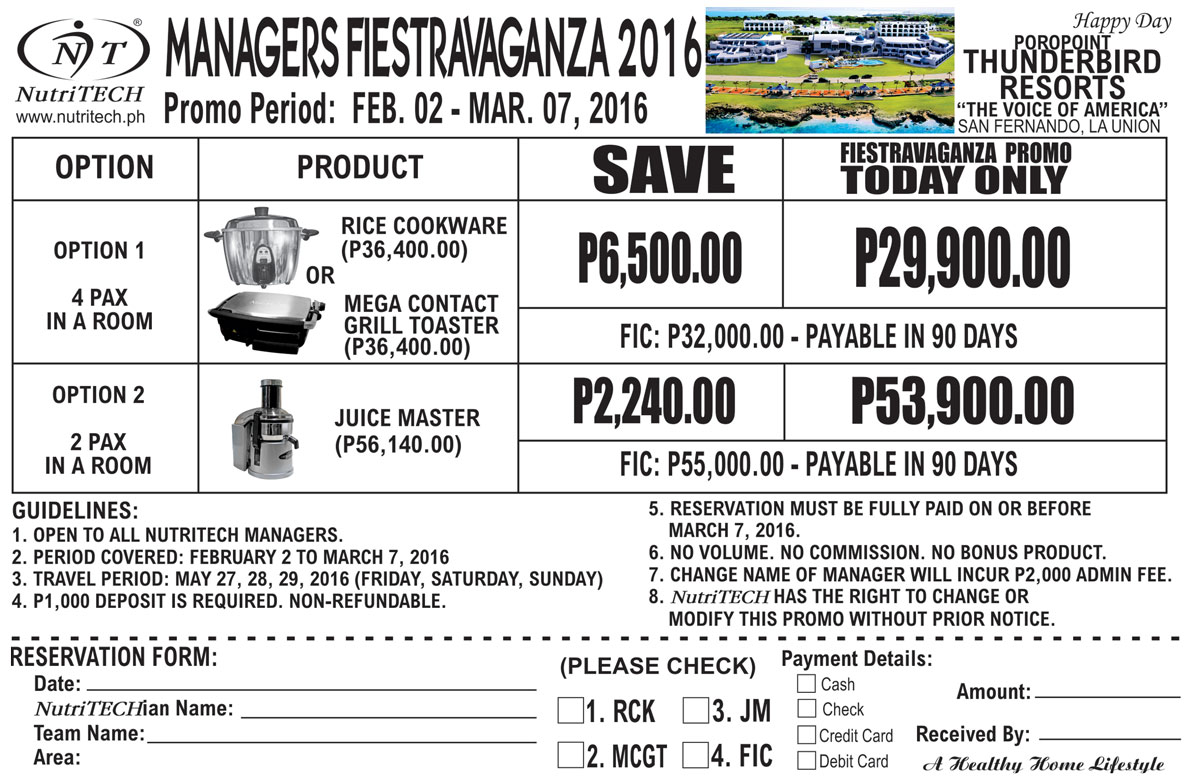 NT ®
NutriTECH
www.nutritech.ph
MANAGERS FIESTRAVAGANZA 2016
Promo Period: FEB. 02 - MAR. 07, 2016
Happy Day
POROPOINT
THUNDERBIRD
RESORTS
“THE VOICE OF AMERICA”
SAN FERNANDO, LA UNION
OPTION
PRODUCT
SAVE
FIESTRAVAGANZA PROMO
TODAY ONLY
OPTION 1
4 PAX
IN A ROOM
RICE COOKWARE
(P36,400.00)
OR
MEGA CONTACT
GRILL TOASTER
(P36,400.00)
P6,500.00
P29,900.00
FIC: P32,000.00 - PAYABLE IN 90 DAYS
OPTION 2
2 PAX
IN A ROOM
JUICE MASTER
(P56,140.00)
P2,240.00
P53,900.00
FIC: P55,000.00 - PAYABLE IN 90 DAYS
GUIDELINES:
1. OPEN TO ALL NUTRITECH MANAGERS.
2. PERIOD COVERED: FEBRUARY 2 TO MARCH 7, 2016
3. TRAVEL PERIOD: MAY 27, 28, 29, 2016 (FRIDAY, SATURDAY, SUNDAY)
4. P1,000 DEPOSIT IS REQUIRED. NON-REFUNDABLE.
5. RESERVATION MUST BE FULLY PAID ON OR BEFORE
MARCH 7, 2016.
6. NO VOLUME. NO COMMISSION. NO BONUS PRODUCT.
7. CHANGE NAME OF MANAGER WILL INCUR P2,000 ADMIN FEE.
8. NutriTECH HAS THE RIGHT TO CHANGE OR
MODIFY THIS PROMO WITHOUT PRIOR NOTICE.
RESERVATION FORM:
Date:
NutriTECHian Name:
Team Name:
Area:
(PLEASE CHECK)
1. RCK
3. JM
2. MCGT
4. FIC
Payment Details:
Cash
Check
Credit Card
Debit Card
Amount:
Received By:
A Healthy Home Lifestyle